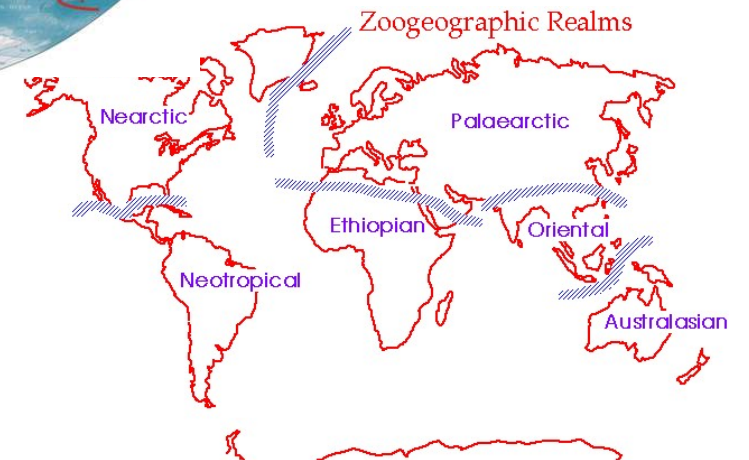 Zoogeographic Realms
Nearctic
Palaearctic
Ethiopian
Oriental
Neotropical
Australasian